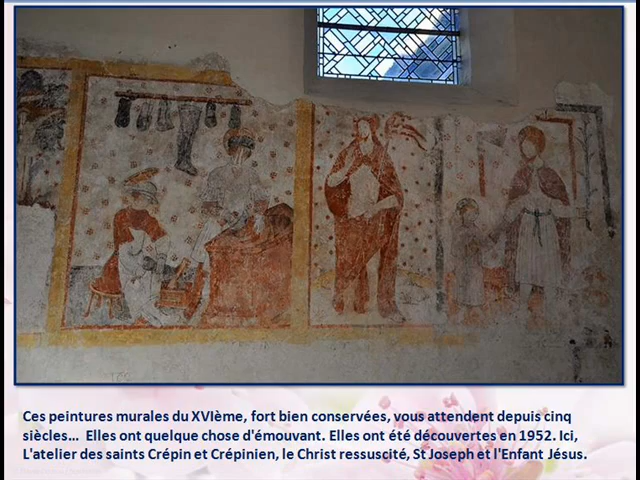 Ces peintures murales du XVIème, fort bien conservées, vous attendent depuis cinq
siècles... Elles ont quelque chose d'émouvant. Elles ont été découvertes en 1952. Ici,
L'atelier des saints Crépin et Crépinien, le Christ ressuscité, St Joseph et l'Enfant Jésus.